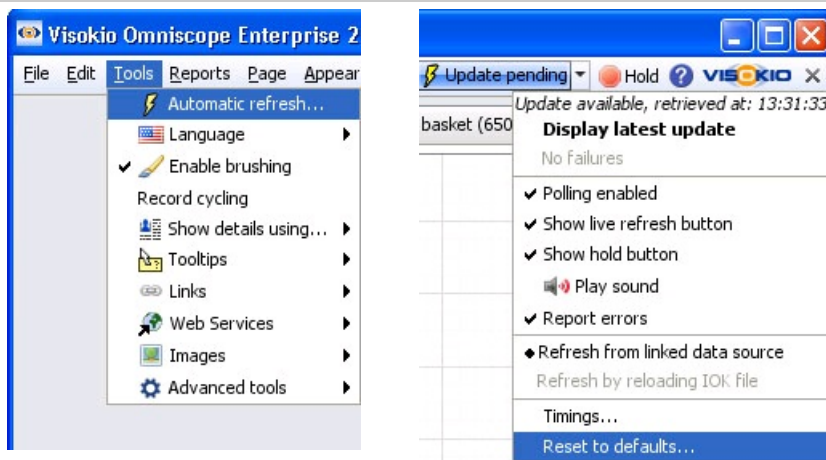 Visokio Omniscope Enterprise 2
File Edit Tools Reports Page Appear
Automatic refresh...
Language
Enable brushing
Record cycling
Show details using...
Tooltips
Links
Web Services
Images
Advanced tools
Update pending Hold VISOKIO
basket (650
Update available, retrieved at: 13:31:33
Display latest update
No failures
Polling enabled
Show live refresh button
Show hold button
Play sound
Report errors
Refresh from linked data source
Refresh by reloading IOK file
Timings...
Reset to defaults...